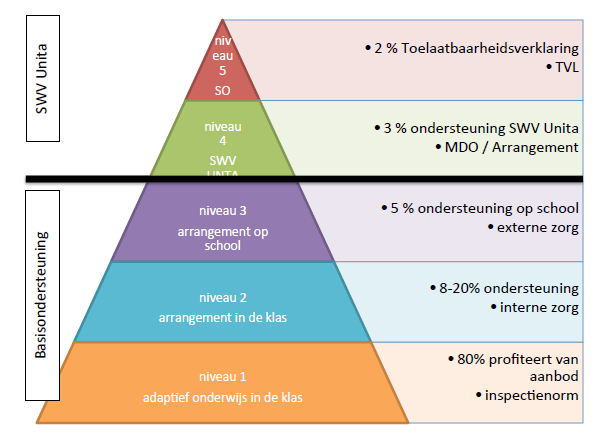 SWV Unita
niv
eau
5
SO
• 2 % Toelaatbaarheidsverklaring
• TVL
niveau
4
SWV
UNTA
• 3 % ondersteuning SWV Unita
• MDO / Arrangement
Basisondersteuning
niveau 3
arrangement op
school
• 5 % ondersteuning op school
• externe zorg
niveau 2
arrangement in de klas
• 8-20% ondersteuning
• interne zorg
niveau 1
adaptief onderwijs in de klas
• 80% profiteert van
aanbod
• inspectienorm